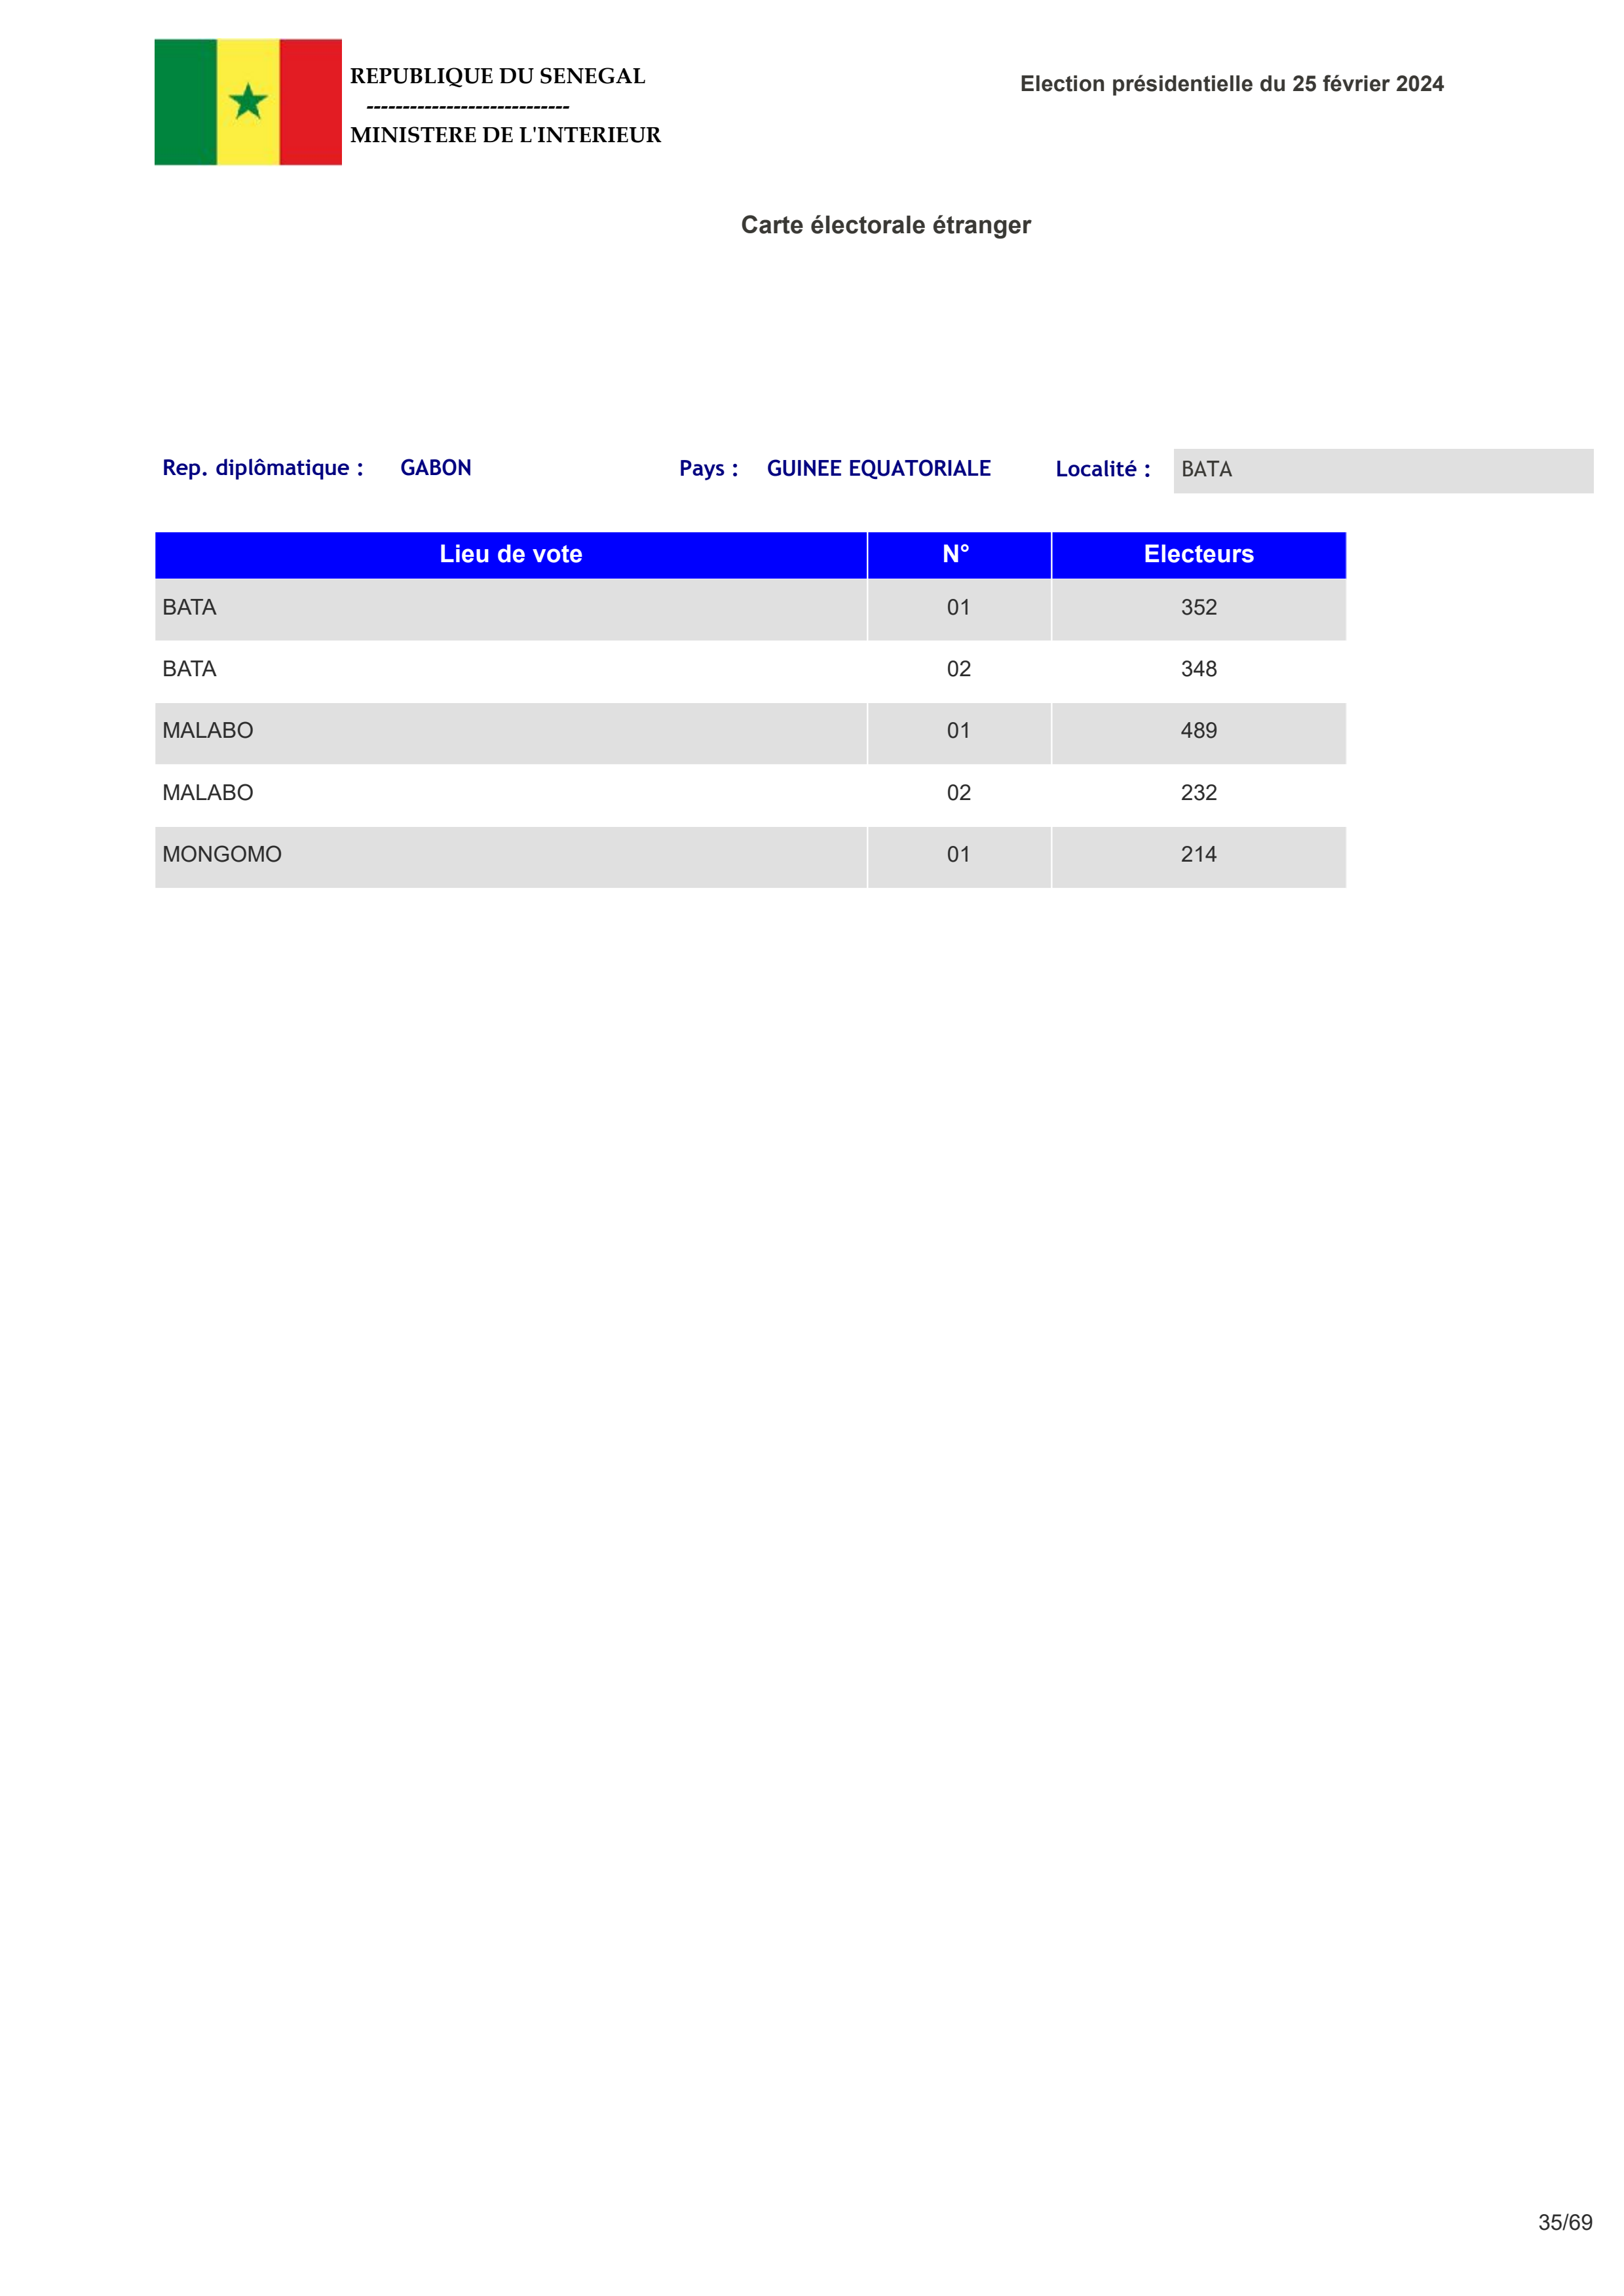 REPUBLIQUE DU SENEGAL
----------------------------
MINISTERE DE L'INTERIEUR
Election présidentielle du 25 février 2024
Carte électorale étranger
Rep. diplômatique : GABON Pays : GUINEE EQUATORIALE Localité : BATA
Lieu de vote N° Electeurs
BATA 01 352
BATA 02 348
MALABO 01 489
MALABO 02 232
MONGOMO 01 214
35/69